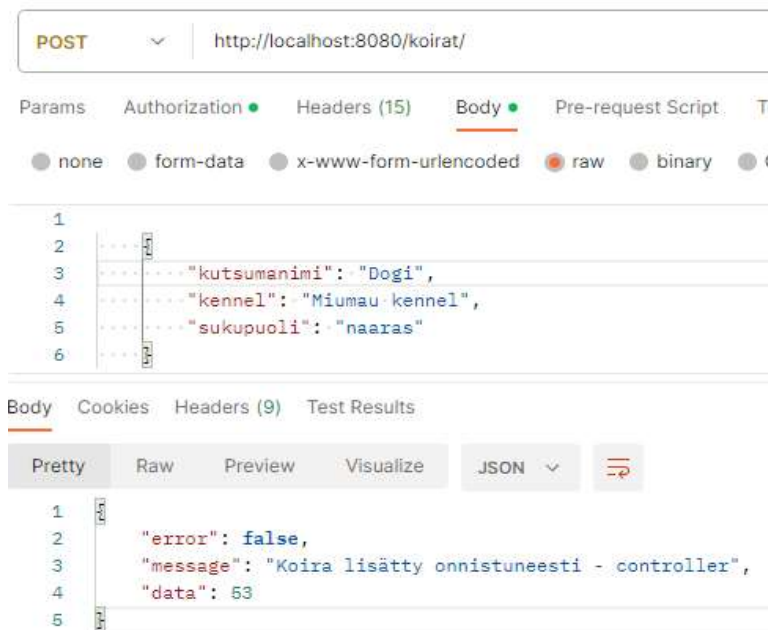 POST http://localhost:8080/koirat/
Params Authorization Headers (15) Body Pre-request Script
none form-data x-www-form-urlencoded raw binary
1
2 {
3 "kutsumanimi": "Dogi",
4 "kennel": "Miumau kennel",
5 "sukupuoli": "naaras"
6 }
Body Cookies Headers (9) Test Results
Pretty Raw Preview Visualize JSON
1 {
2 "error": false,
3 "message": "Koira lisätty onnistuneesti - controller",
4 "data": 53
5 }